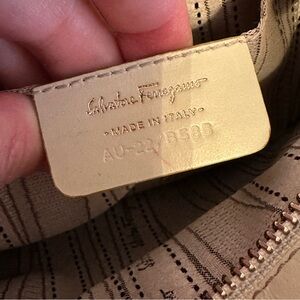 Salvatore Ferragamo
• MADE IN ITALY •
AU-22/B588